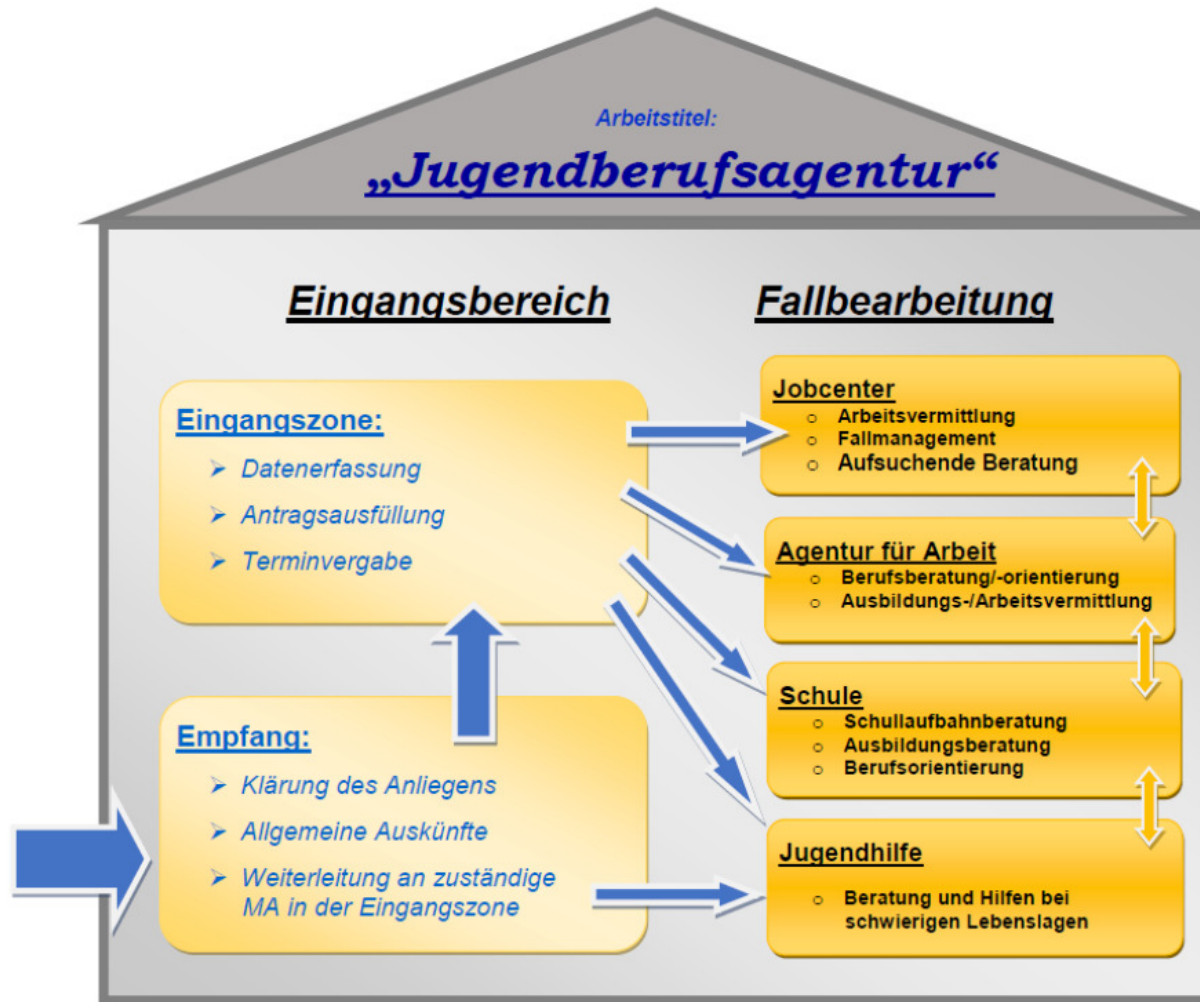 Arbeitstitel:
„Jugendberufsagentur“
Eingangsbereich
Eingangszone:
➢ Datenerfassung
➢ Antragsausfüllung
➢ Terminvergabe
Empfang:
➢ Klärung des Anliegens
➢ Allgemeine Auskünfte
➢ Weiterleitung an zuständige
MA in der Eingangszone
Fallbearbeitung
Jobcenter
o Arbeitsvermittlung
o Fallmanagement
o Aufsuchende Beratung
Agentur für Arbeit
o Berufsberatung/-orientierung
o Ausbildungs-/Arbeitsvermittlung
Schule
o Schullaufbahnberatung
o Ausbildungsberatung
o Berufsorientierung
Jugendhilfe
o Beratung und Hilfen bei
schwierigen Lebenslagen